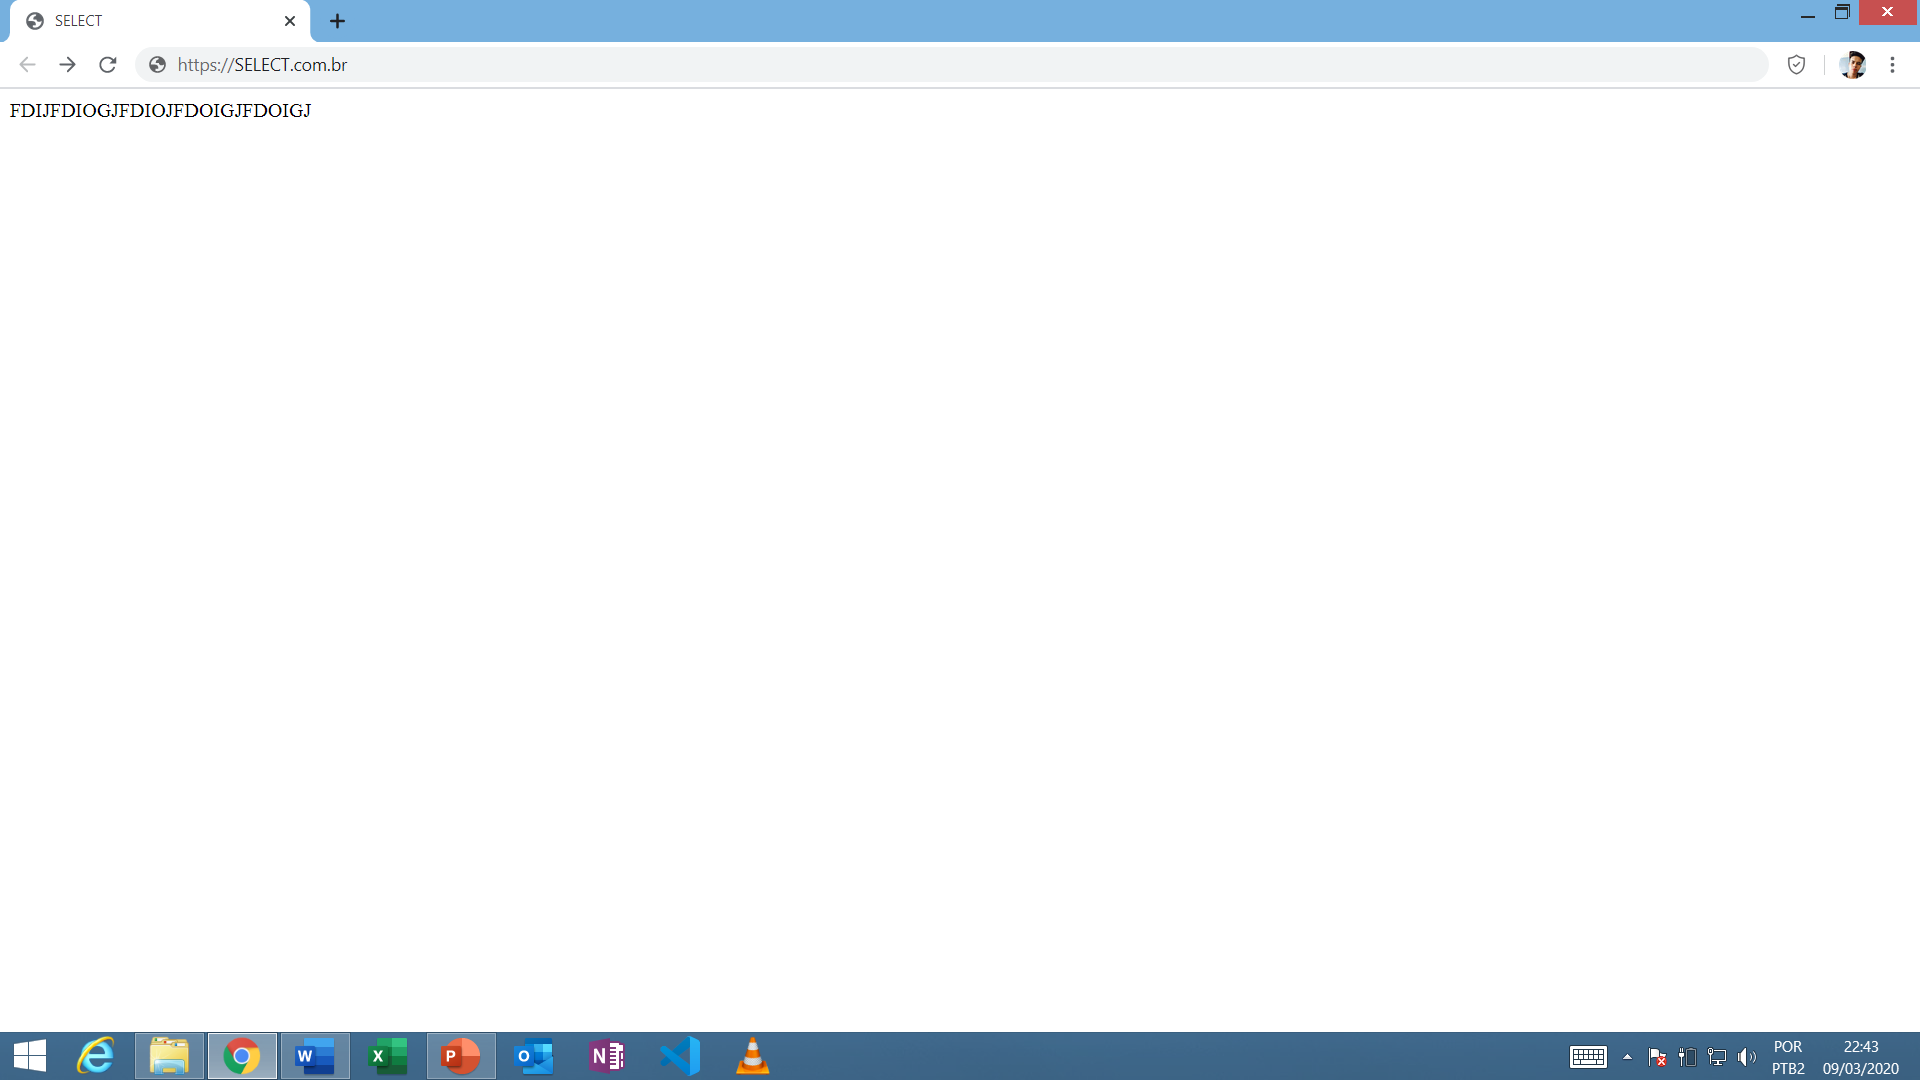 SELECT
https://SELECT.com.br
FDIJFDIOGJFDIOJFDOIGJFDOIGJ
POR
PTB2
22:43
09/03/2020